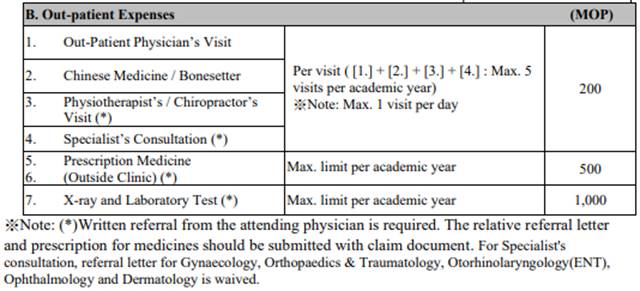 B. Out-patient Expenses (MOP)
1. Out-Patient Physician's Visit
2. Chinese Medicine / Bonesetter
3. Physiotherapist's / Chiropractor's
Visit (*)
4. Specialist's Consultation (*)
Per visit ( [1.] + [2.] + [3.] + [4.] : Max. 5
visits per academic year)
※Note: Max. 1 visit per day
200
5. Prescription Medicine
6. (Outside Clinic) (*)
Max. limit per academic year
500
7. X-ray and Laboratory Test (*)
Max. limit per academic year
1,000
※Note: (*)Written referral from the attending physician is required. The relative referral letter
and prescription for medicines should be submitted with claim document. For Specialist's
consultation, referral letter for Gynaecology, Orthopaedics & Traumatology, Otorhinolaryngology(ENT),
Ophthalmology and Dermatology is waived.